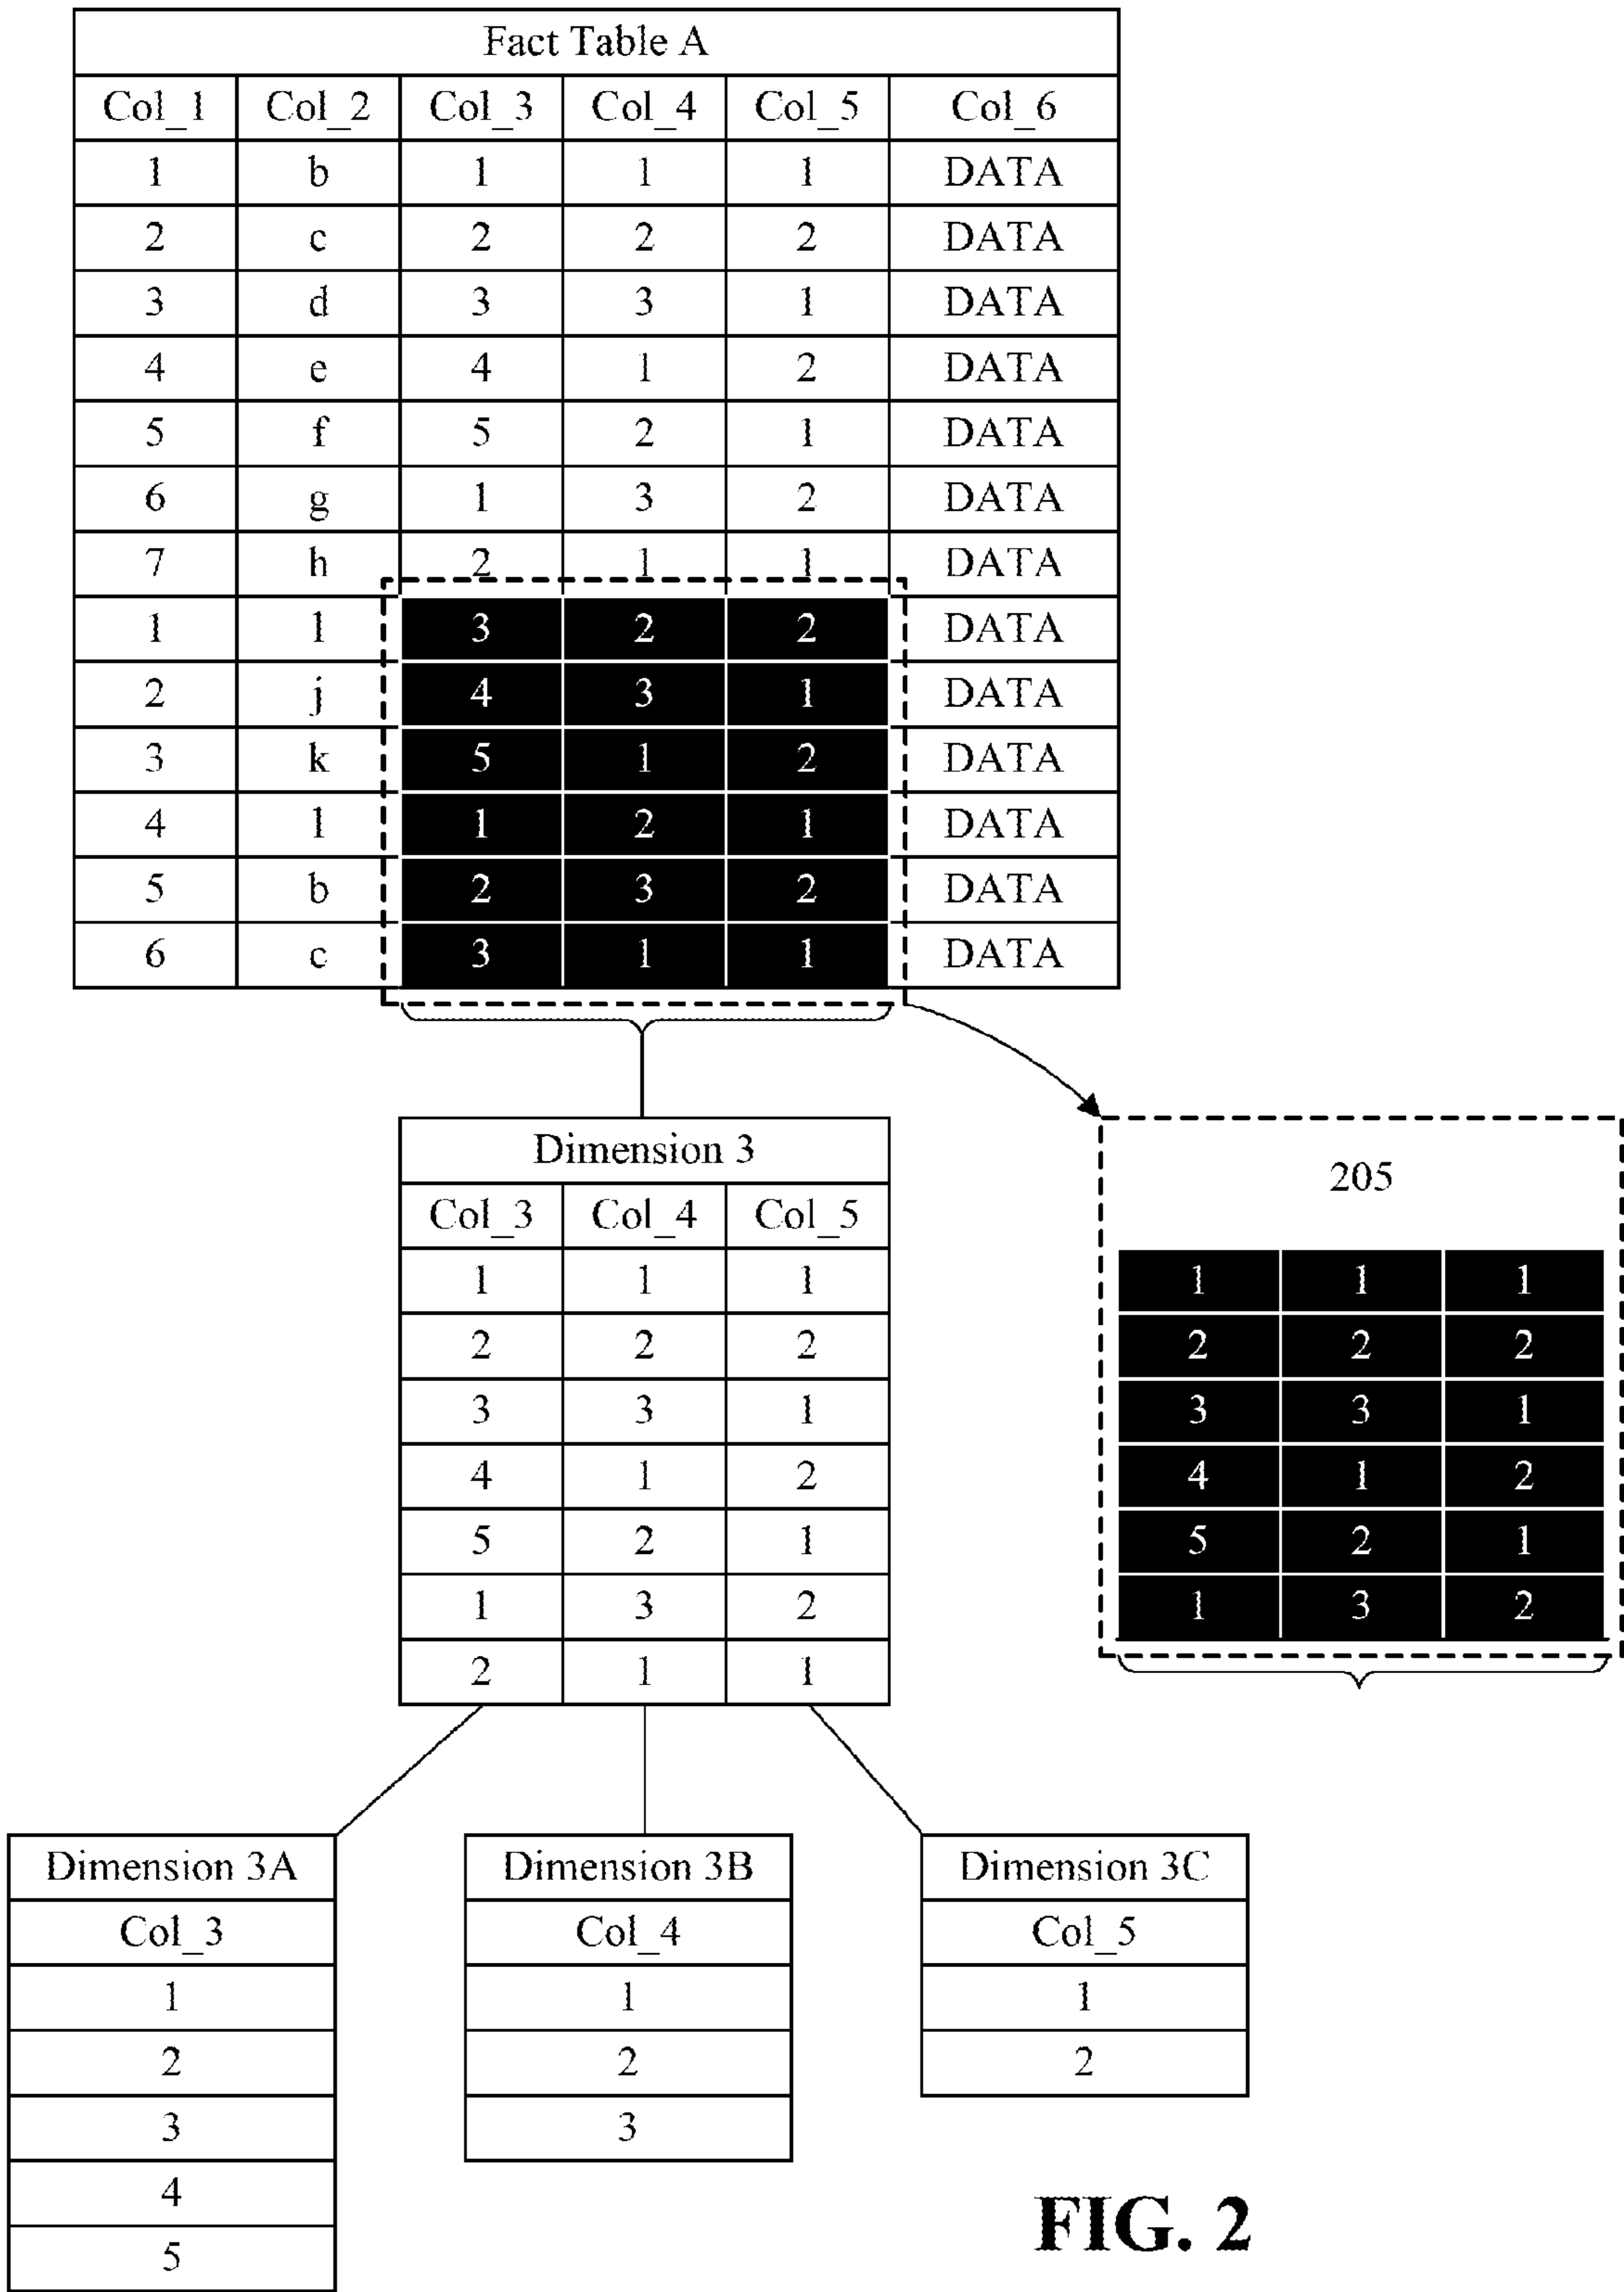 Fact Table A
Col_1 Col_2 Col_3 Col_4 Col_5 Col_6
1 b 1 1 1 DATA
2 c 2 2 2 DATA
3 d 3 3 1 DATA
4 e 4 1 2 DATA
5 f 5 2 1 DATA
6 g 1 3 2 DATA
7 h 2 1 1 DATA
1 l 3 2 2 DATA
2 j 4 3 1 DATA
3 k 5 1 2 DATA
4 l 1 2 1 DATA
5 b 2 3 2 DATA
6 c 3 1 1 DATA
Dimension 3
Col_3 Col_4 Col_5
1 1 1
2 2 2
3 3 1
4 1 2
5 2 1
1 3 2
2 1 1
205
1 1 1
2 2 2
3 3 1
4 1 2
5 2 1
1 3 2
Dimension 3A
Col_3
1
2
3
4
5
Dimension 3B
Col_4
1
2
3
Dimension 3C
Col_5
1
2
FIG. 2